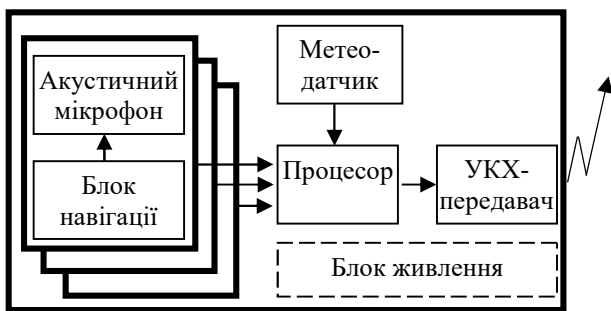 Акустичний
мікрофон
Блок
навігації
Метео-
датчик
Процесор
УКХ-
передавач
Блок живлення